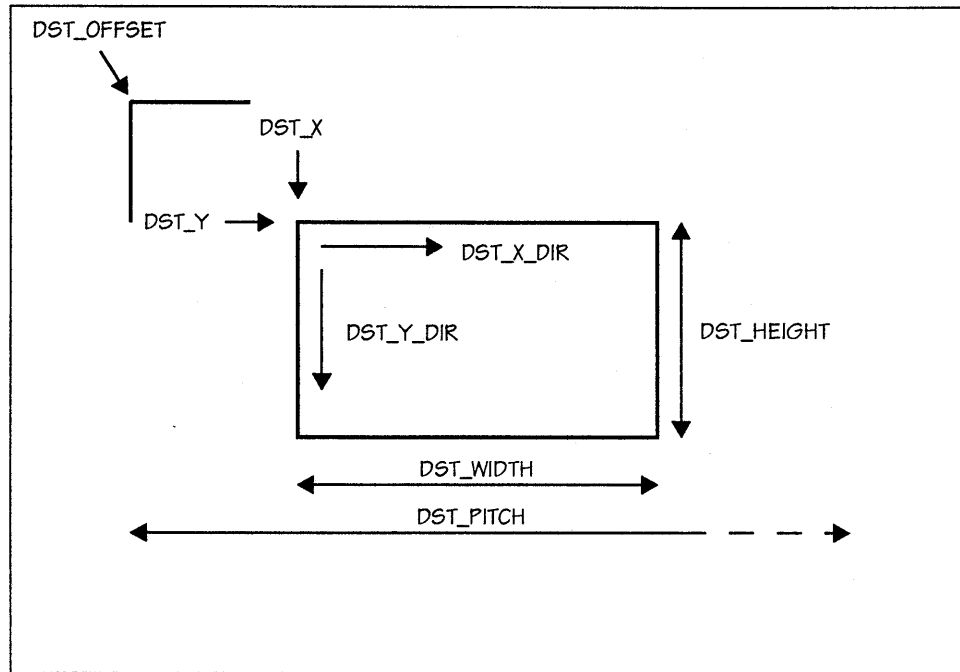 DST_OFFSET
DST_X
DST_Y
DST_X_DIR
DST_Y_DIR
DST_HEIGHT
DST_WIDTH
DST_PITCH